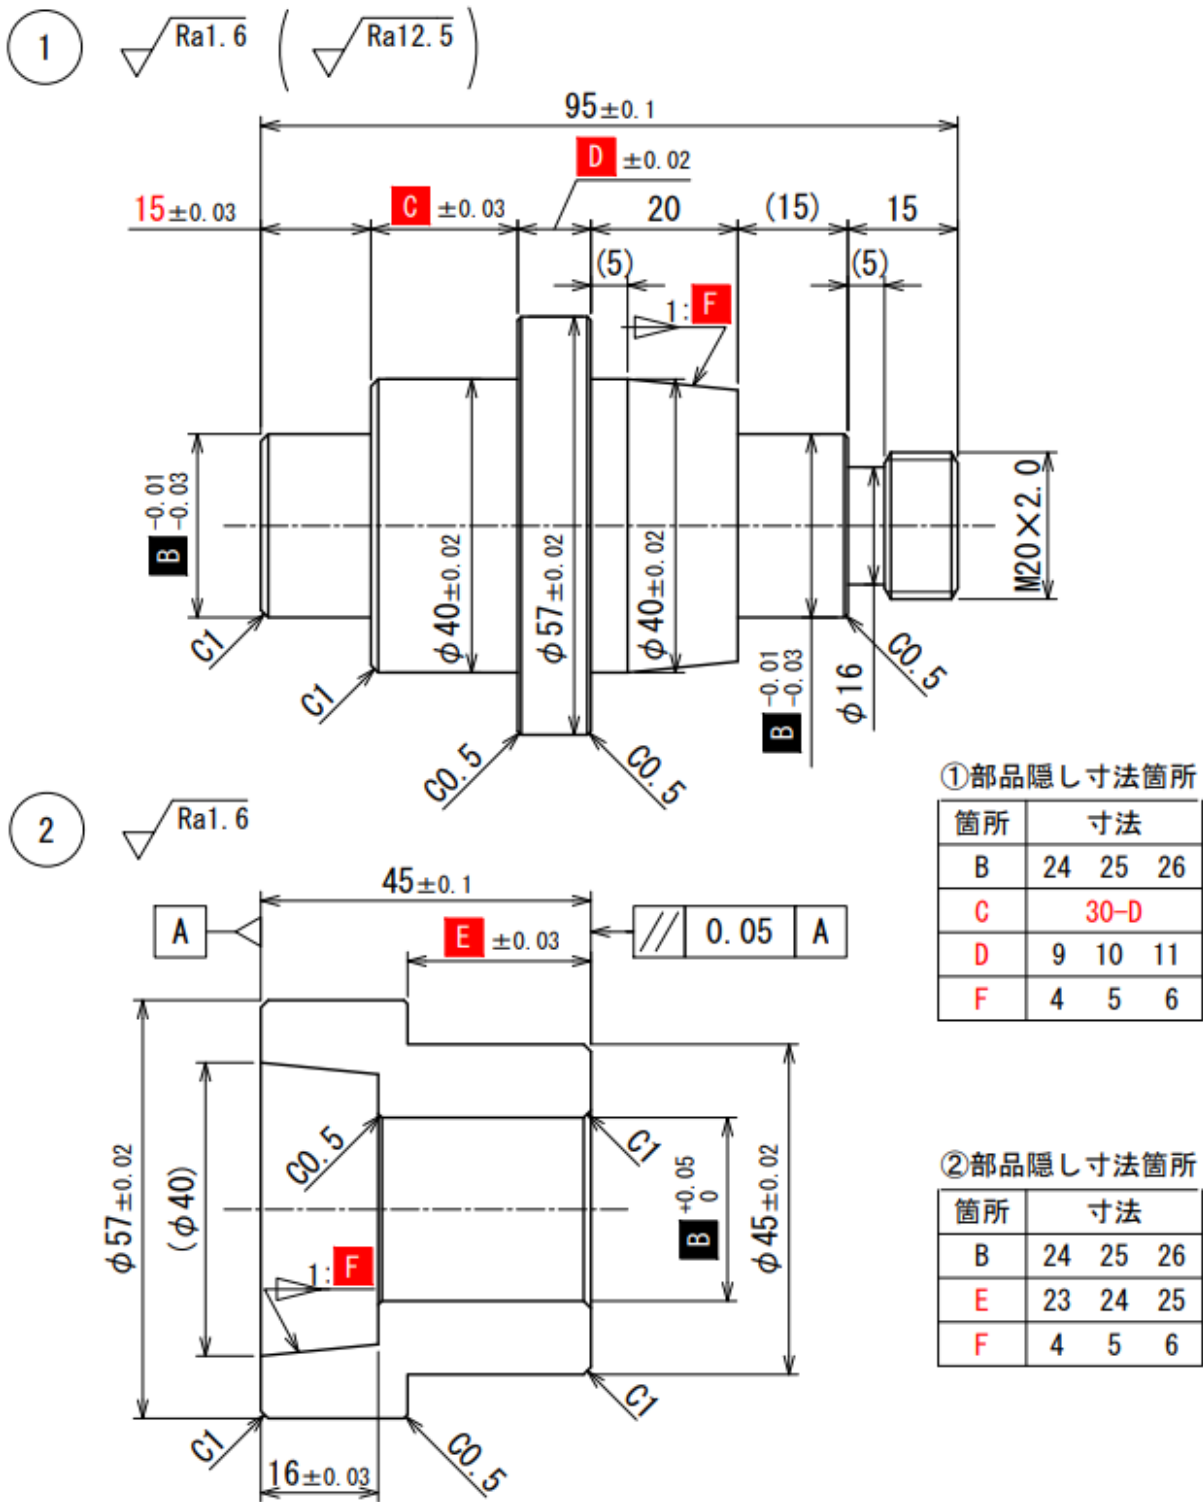 1 Ra1.6 ( Ra12.5 )
95±0.1
D ±0.02
15±0.03 C ±0.03 20 (15) 15
(5) (5)
1:F
B -0.01 -0.03
φ40±0.02
φ57±0.02
φ40±0.02
B -0.01 -0.03
φ16
M20×2.0
C1
C1
C0.5
C0.5
C0.5
①部品隠し寸法箇所
箇所 寸法
B 24 25 26
C 30-D
D 9 10 11
F 4 5 6
2 Ra1.6
45±0.1
A
E ±0.03
// 0.05 A
φ57±0.02
(φ40)
C0.5
1:F
C1
B +0.05 0
φ45±0.02
C1
C0.5
C1
16±0.03
②部品隠し寸法箇所
箇所 寸法
B 24 25 26
E 23 24 25
F 4 5 6